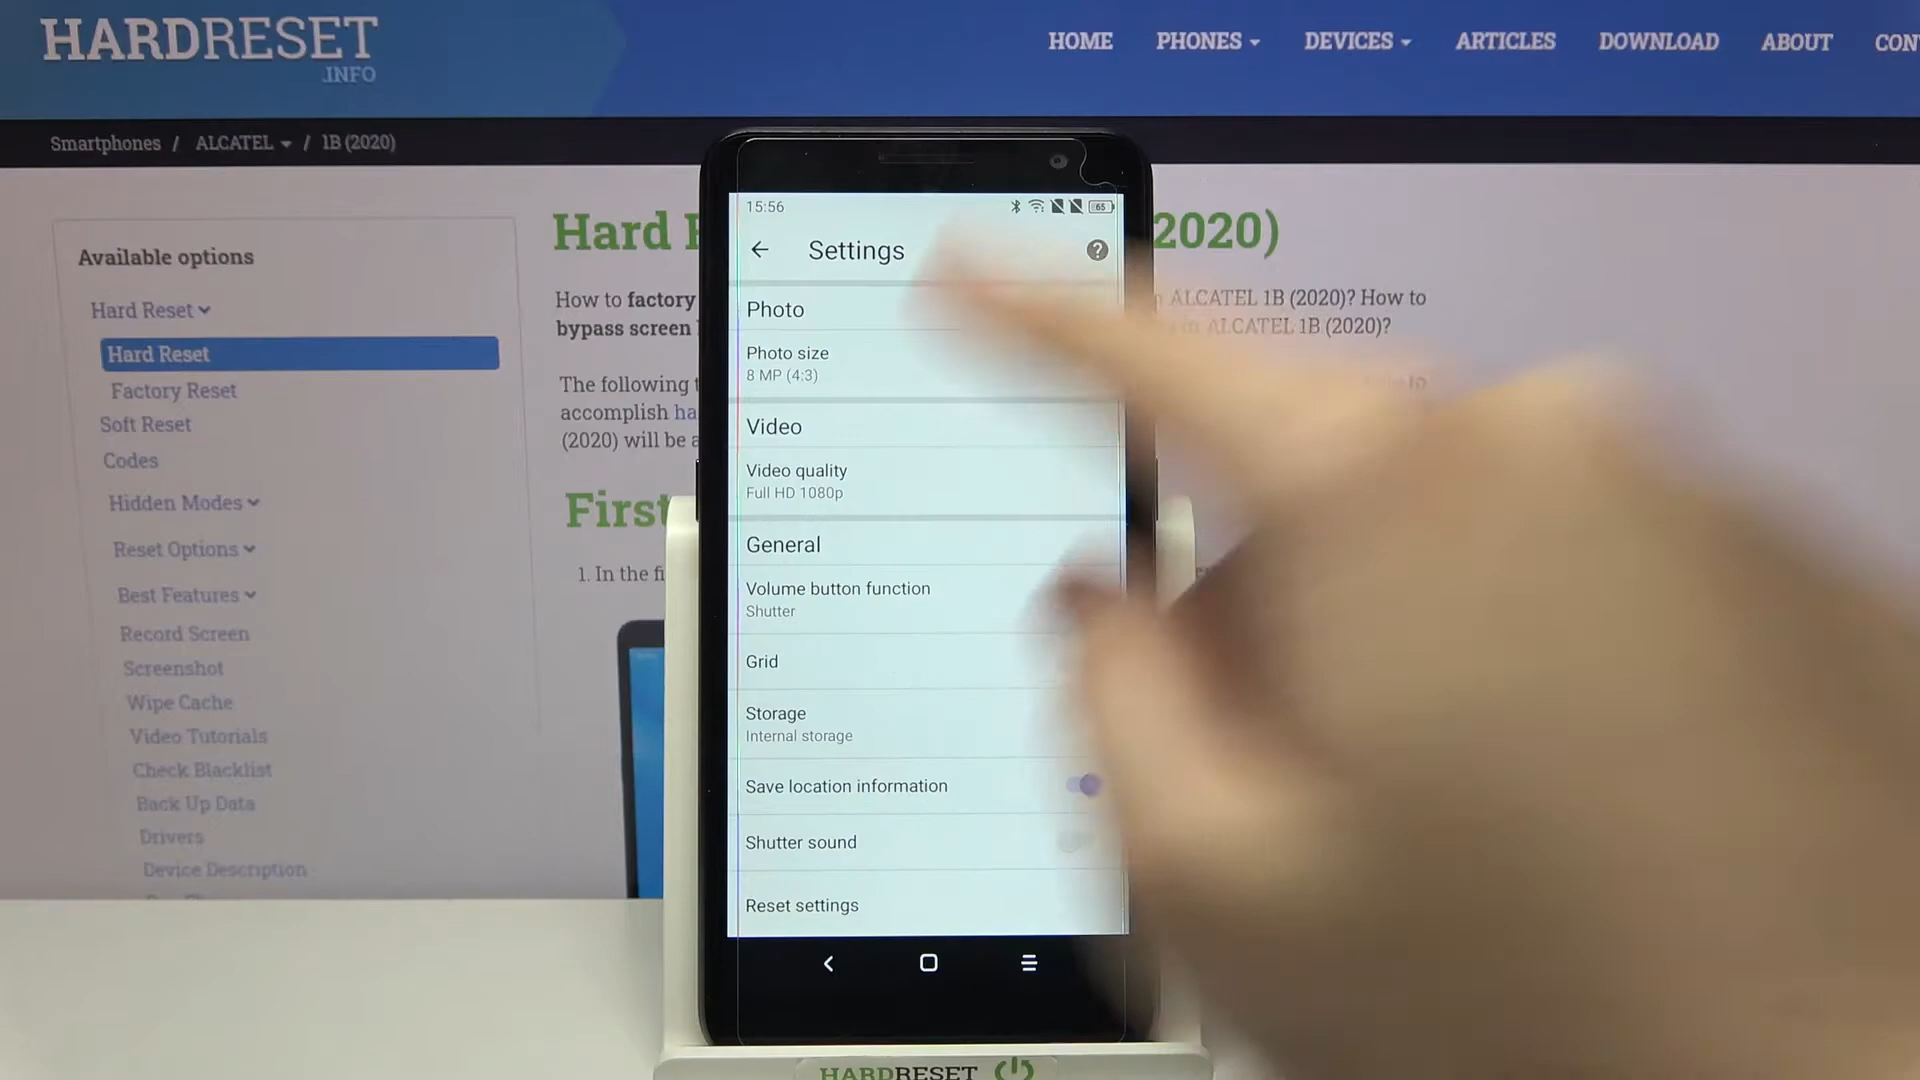 HARDRESET
.INFO
HOME PHONES DEVICES ARTICLES DOWNLOAD ABOUT CON
Smartphones / ALCATEL / 1B (2020)
Available options
Hard Reset
Hard Reset
Factory Reset
Soft Reset
Codes
Hidden Modes
Reset Options
Best Features
Record Screen
Screenshot
Wipe Cache
Video Tutorials
Check Blacklist
Back Up Data
Drivers
Device Description
Hard 2020)
How to factory ALCATEL 1B (2020)? How to
bypass screen in ALCATEL 1B (2020)?
The following
accomplish ha
(2020) will be a
First
1. In the fi
15:56
65
Settings
?
Photo
Photo size
8 MP (4:3)
Video
Video quality
Full HD 1080p
General
Volume button function
Shutter
Grid
Storage
Internal storage
Save location information
Shutter sound
Reset settings
HARDRESET